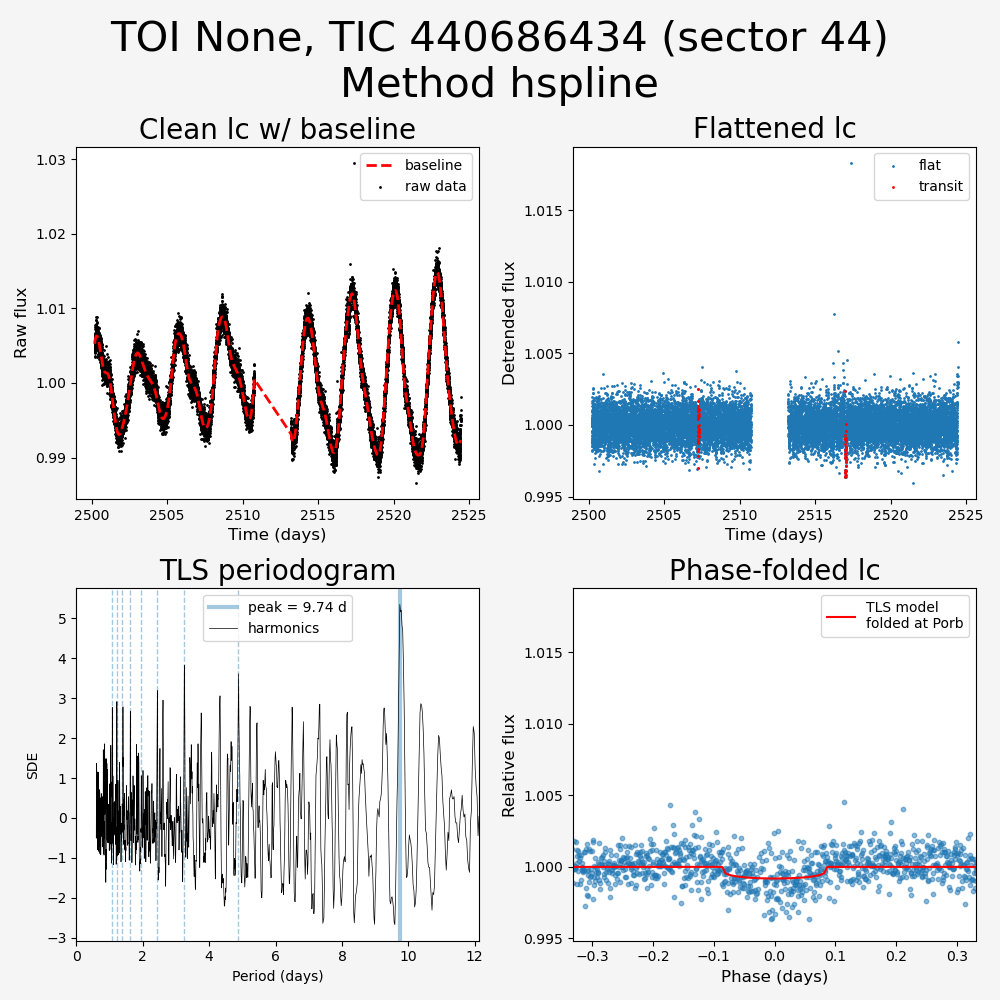 TOI None, TIC 440686434 (sector 44)
Method hspline
Clean lc w/ baseline
1.03
1.02
1.01
1.00
0.99
Raw flux
baseline
raw data
2500
2505
2510
2515
2520
2525
Time (days)
Flattened lc
1.015
1.010
1.005
1.000
0.995
Detrended flux
flat
transit
2500
2505
2510
2515
2520
2525
Time (days)
TLS periodogram
5
4
3
2
1
0
−1
−2
−3
SDE
peak = 9.74 d
harmonics
0
2
4
6
8
10
12
Period (days)
Phase-folded lc
1.015
1.010
1.005
1.000
0.995
Relative flux
TLS model
folded at Porb
−0.3
−0.2
−0.1
0.0
0.1
0.2
0.3
Phase (days)